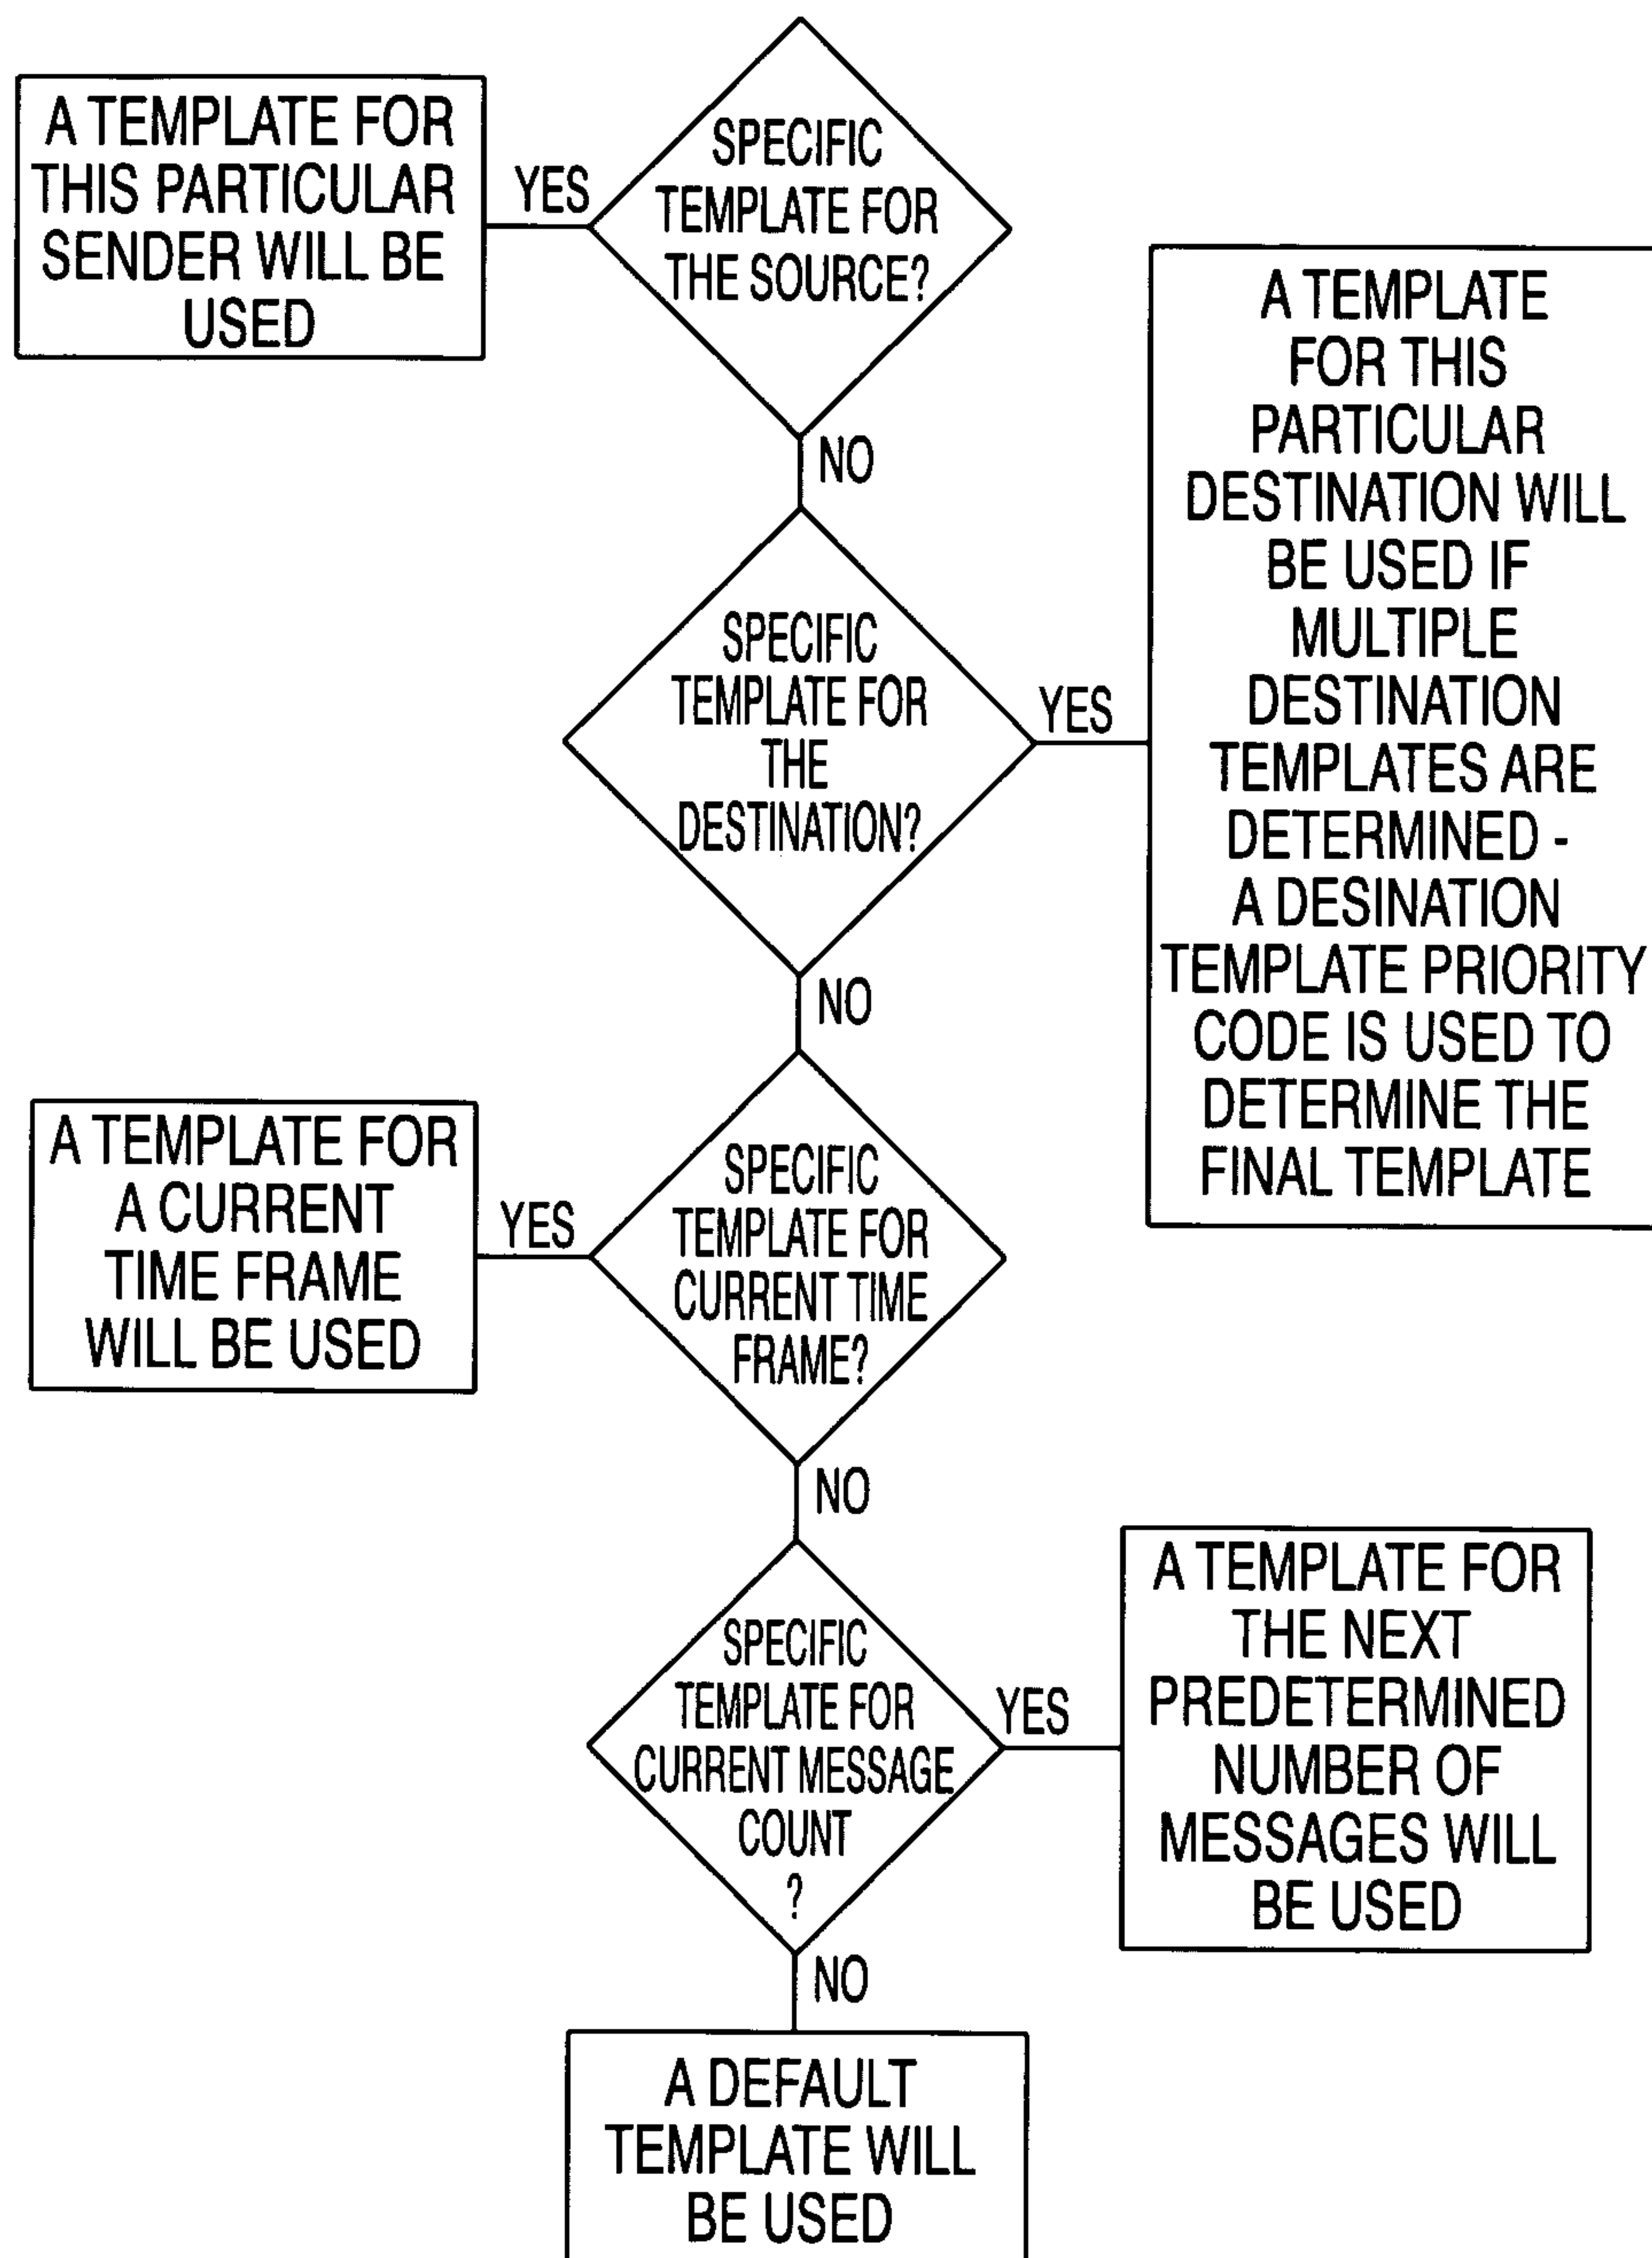 A TEMPLATE FOR
THIS PARTICULAR
SENDER WILL BE
USED
YES
SPECIFIC
TEMPLATE FOR
THE SOURCE?
NO
SPECIFIC
TEMPLATE FOR
THE
DESTINATION?
YES
A TEMPLATE
FOR THIS
PARTICULAR
DESTINATION WILL
BE USED IF
MULTIPLE
DESTINATION
TEMPLATES ARE
DETERMINED -
A DESINATION
TEMPLATE PRIORITY
CODE IS USED TO
DETERMINE THE
FINAL TEMPLATE
NO
A TEMPLATE FOR
A CURRENT
TIME FRAME
WILL BE USED
YES
SPECIFIC
TEMPLATE FOR
CURRENT TIME
FRAME?
NO
SPECIFIC
TEMPLATE FOR
CURRENT MESSAGE
COUNT
?
YES
A TEMPLATE FOR
THE NEXT
PREDETERMINED
NUMBER OF
MESSAGES WILL
BE USED
NO
A DEFAULT
TEMPLATE WILL
BE USED